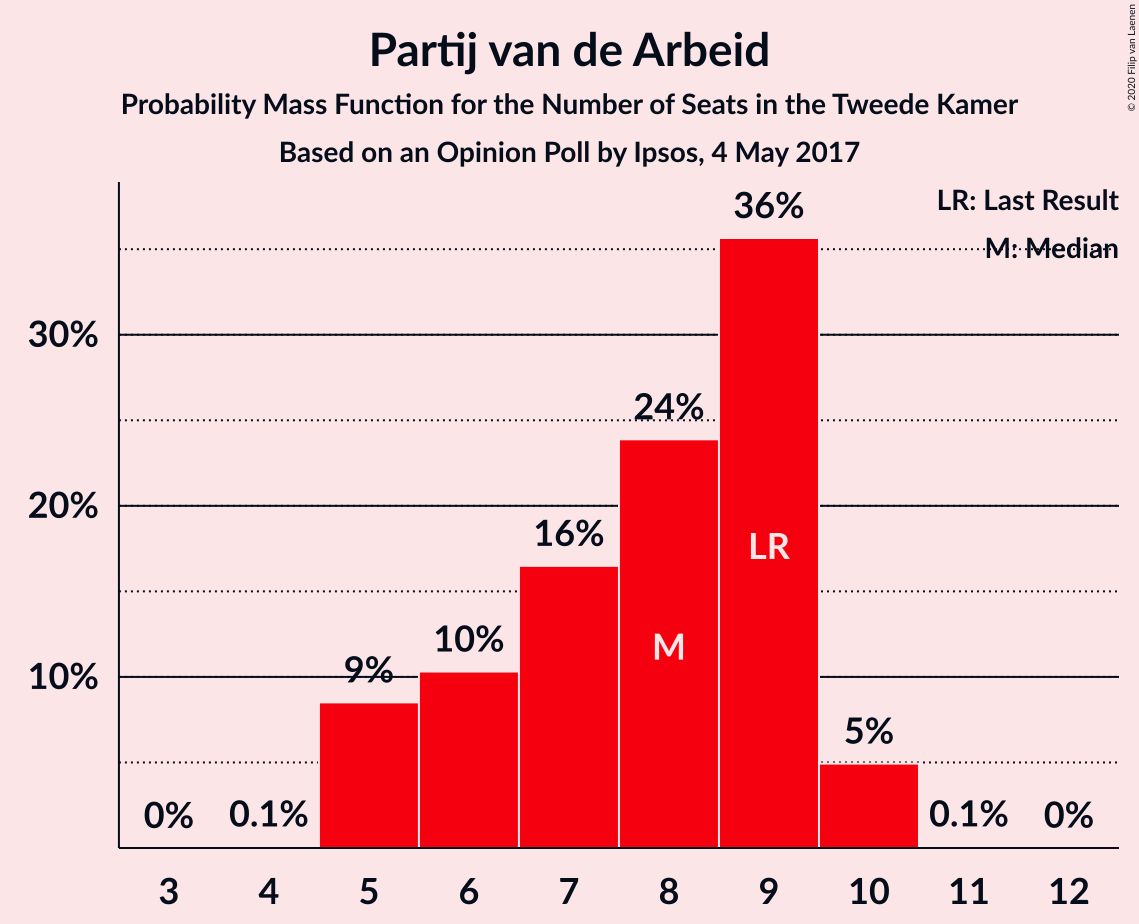 Partij van de Arbeid
Probability Mass Function for the Number of Seats in the Tweede Kamer
Based on an Opinion Poll by Ipsos, 4 May 2017
© 2020 Filip van Laenen
LR: Last Result
M: Median
36%
30%
24%
20%
16%
LR
10%
9%
10%
M
5%
0%
0.1%
0.1%
0%
3 4 5 6 7 8 9 10 11 12